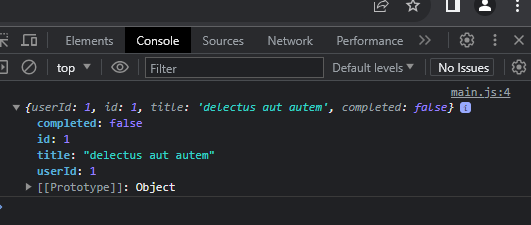 Elements Console Sources Network Performance »
top Filter Default levels No Issues
main.js:4
{userId: 1, id: 1, title: 'delectus aut autem', completed: false} i
completed: false
id: 1
title: "delectus aut autem"
userId: 1
[[Prototype]]: Object